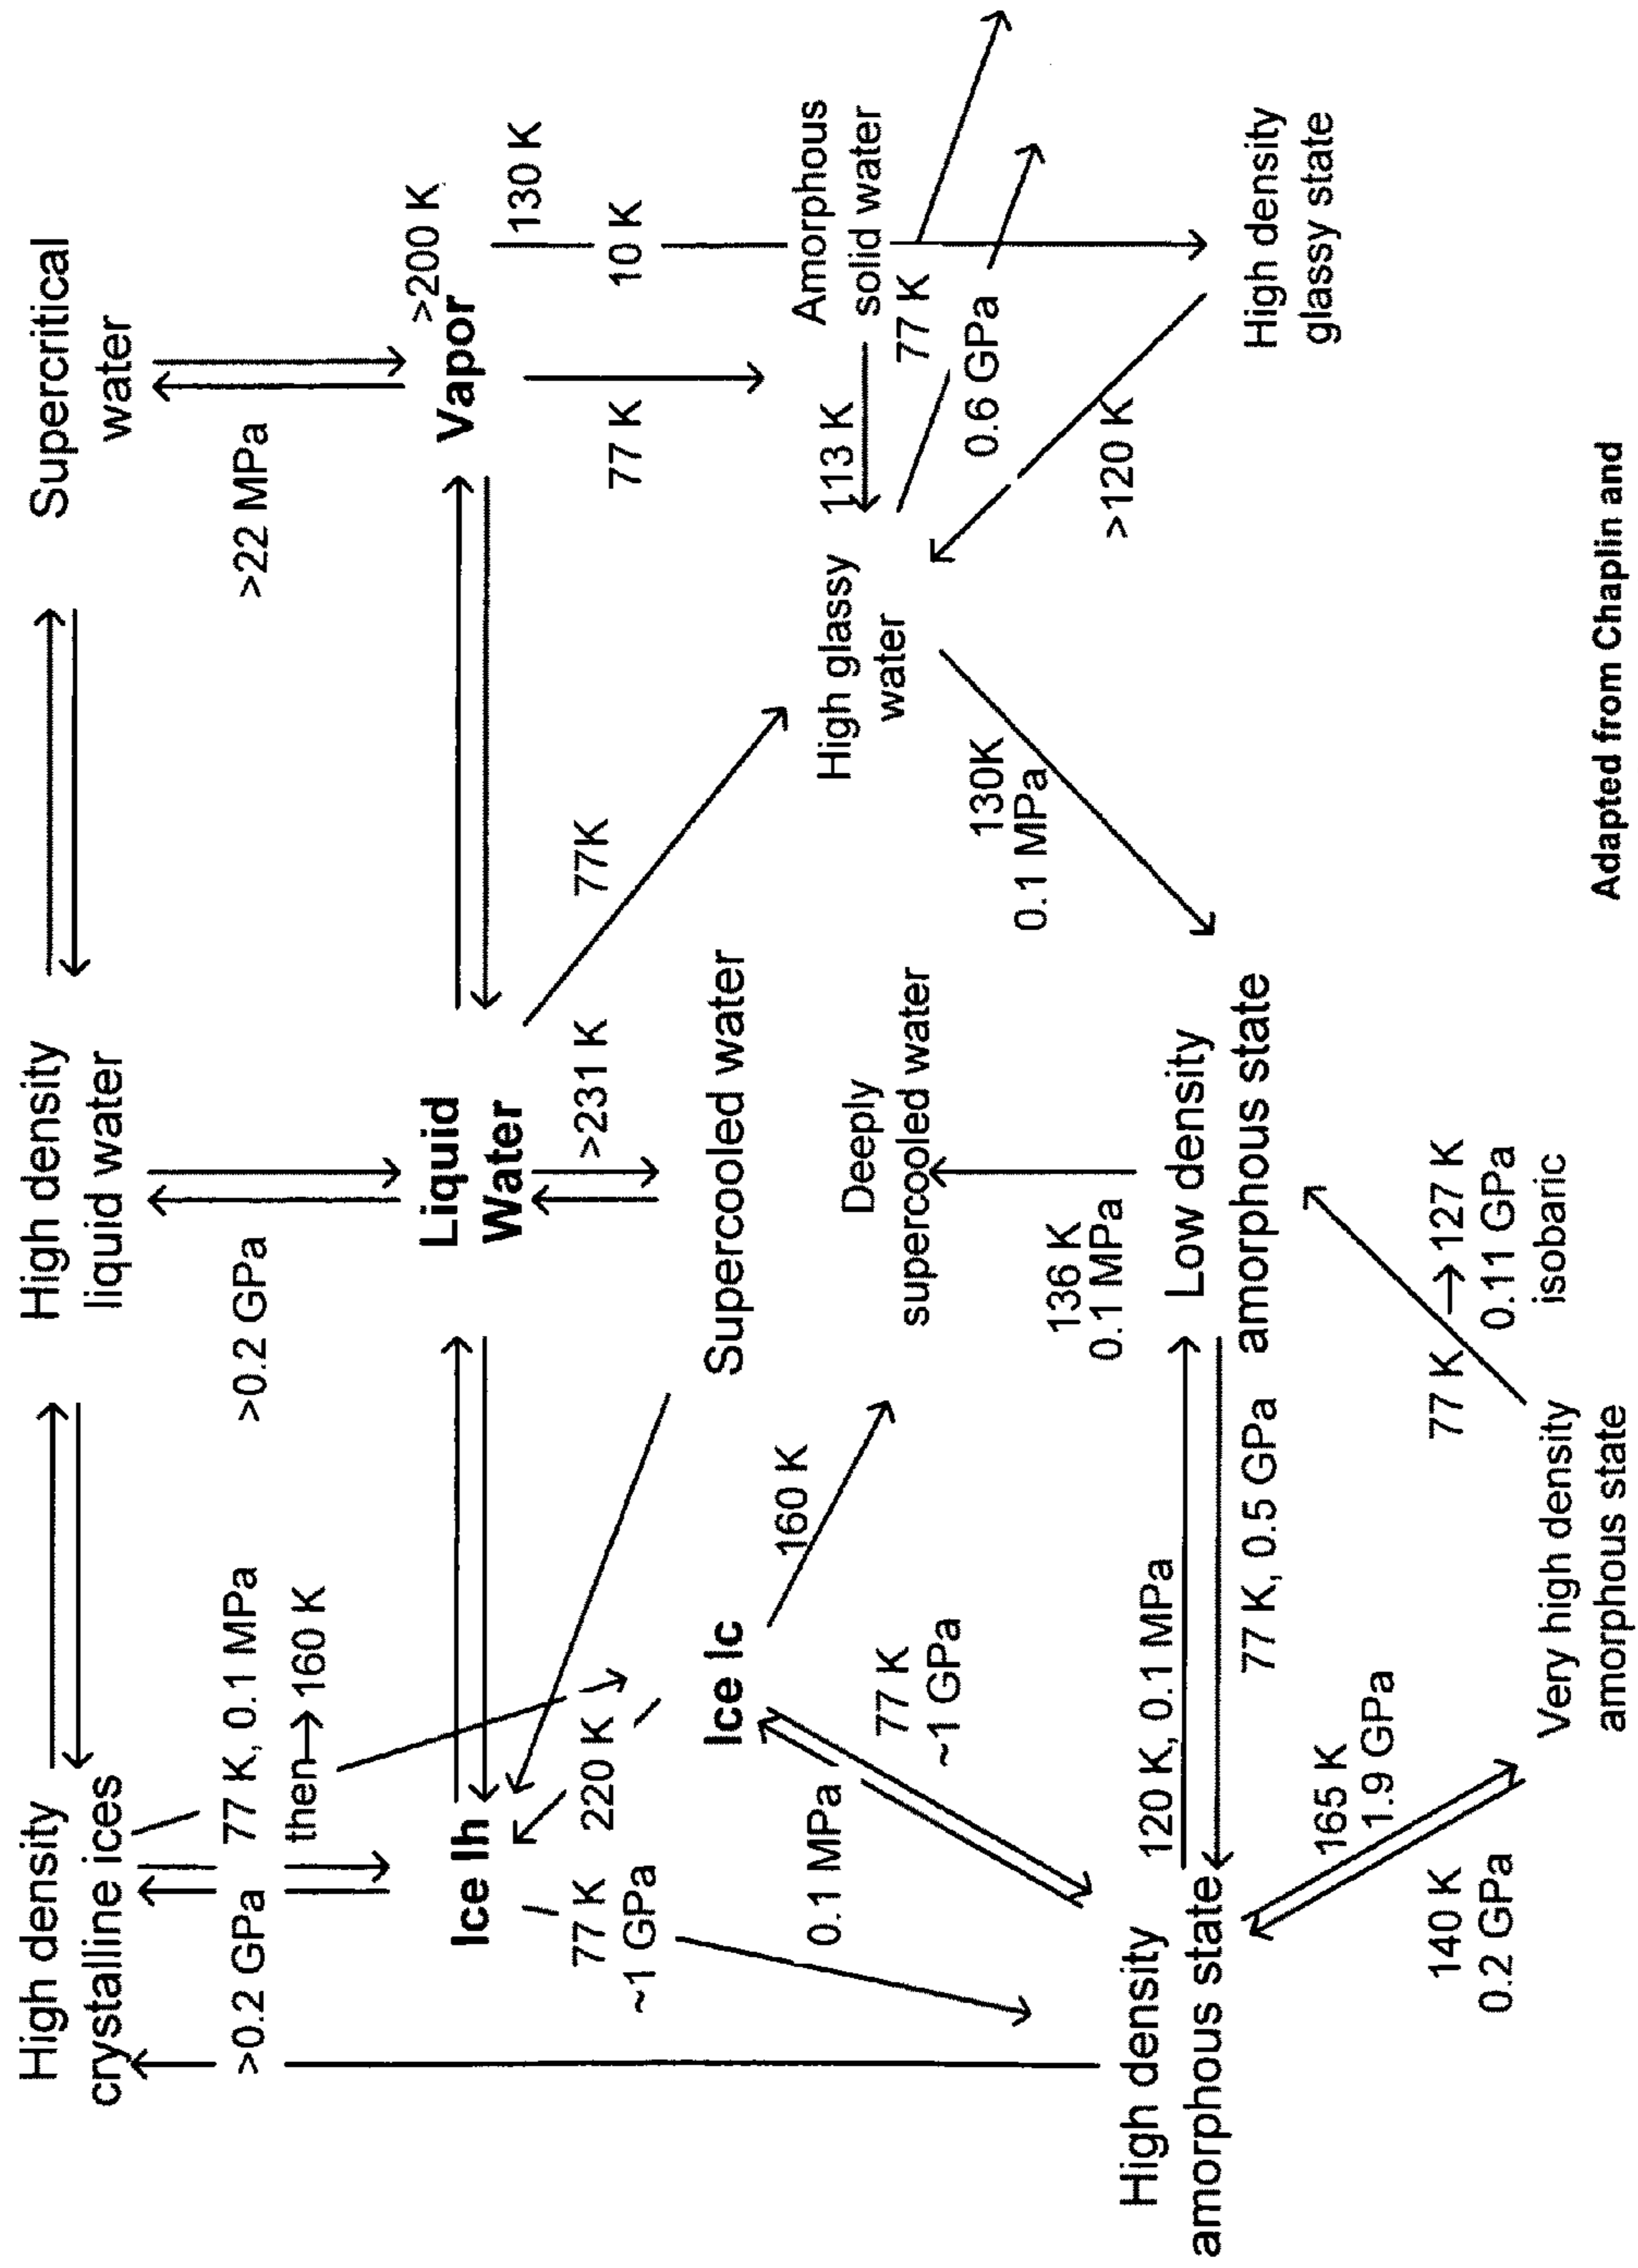 High density
crystalline ices
High density
liquid water
Supercritical
water
>0.2 GPa
77 K, 0.1 MPa
then→160 K
>0.2 GPa
>22 MPa
Ice Ih
Liquid
Water
Vapor
>200 K
77 K
~1 GPa
220 K
>231 K
77K
77 K
130 K
10 K
Ice Ic
Supercooled water
160 K
0.1 MPa
77 K
~1 GPa
Deeply
supercooled water
High glassy
water
113 K
Amorphous
solid water
77 K
0.6 GPa
136 K
0.1 MPa
130K
0.1 MPa
>120 K
High density
amorphous state
120 K, 0.1 MPa
77 K, 0.5 GPa
Low density
amorphous state
High density
glassy state
140 K
0.2 GPa
165 K
1.9 GPa
77 K → 127 K
0.11 GPa
isobaric
Very high density
amorphous state
Adapted from Chaplin and